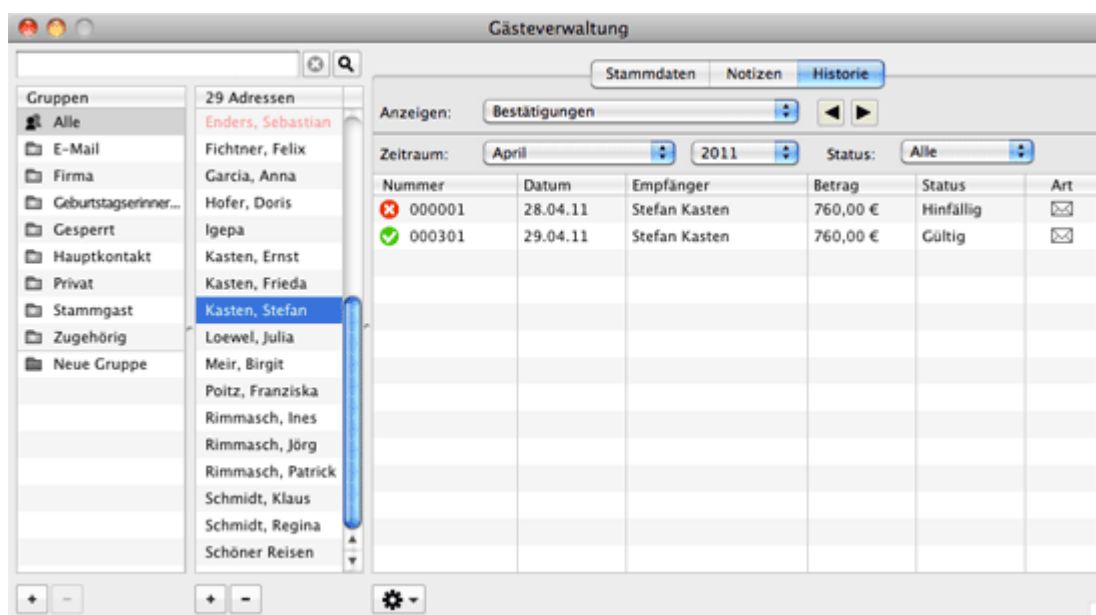 Gästeverwaltung
Stammdaten Notizen Historie
Gruppen
Alle
E-Mail
Firma
Geburtstagserinner...
Gesperrt
Hauptkontakt
Privat
Stammgast
Zugehörig
Neue Gruppe
29 Adressen
Enders, Sebastian
Fichtner, Felix
Garcia, Anna
Hofer, Doris
Igepa
Kasten, Ernst
Kasten, Frieda
Kasten, Stefan
Loewel, Julia
Meir, Birgit
Poitz, Franziska
Rimmasch, Ines
Rimmasch, Jörg
Rimmasch, Patrick
Schmidt, Klaus
Schmidt, Regina
Schöner Reisen
Anzeigen: Bestätigungen
Zeitraum: April 2011 Status: Alle
Nummer Datum Empfänger Betrag Status Art
000001 28.04.11 Stefan Kasten 760,00 € Hinfällig
000301 29.04.11 Stefan Kasten 760,00 € Gültig